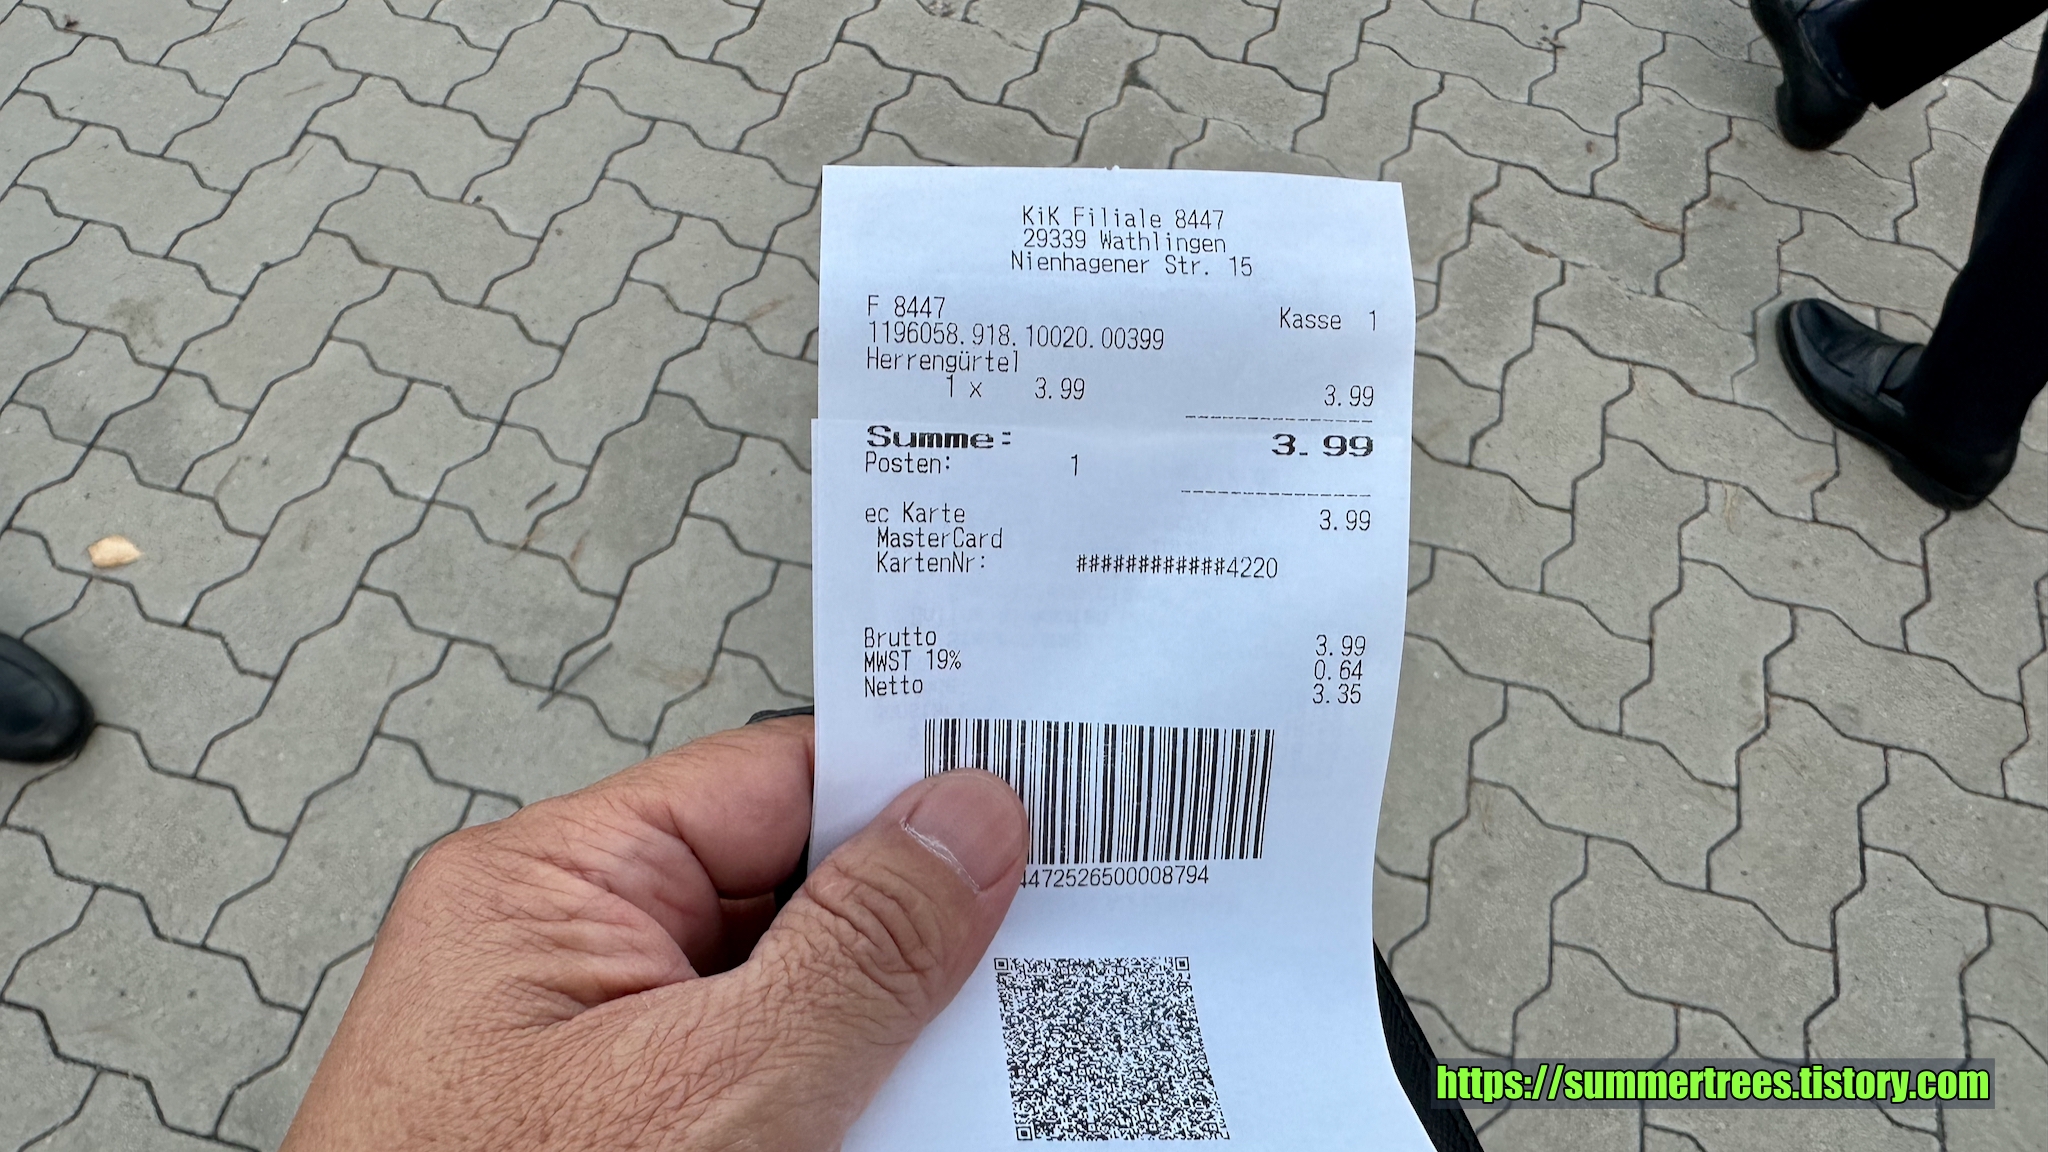 KiK Filiale 8447
29339 Wathlingen
Nienhagener Str. 15
F 8447 Kasse 1
1196058.918.10020.00399
Herrengürtel
1 x 3.99 3.99
Summe: 3.99
Posten: 1
ec Karte 3.99
MasterCard
KartenNr: ############4220
Brutto 3.99
MWST 19% 0.64
Netto 3.35
4472526500008794
https://summertrees.tistory.com